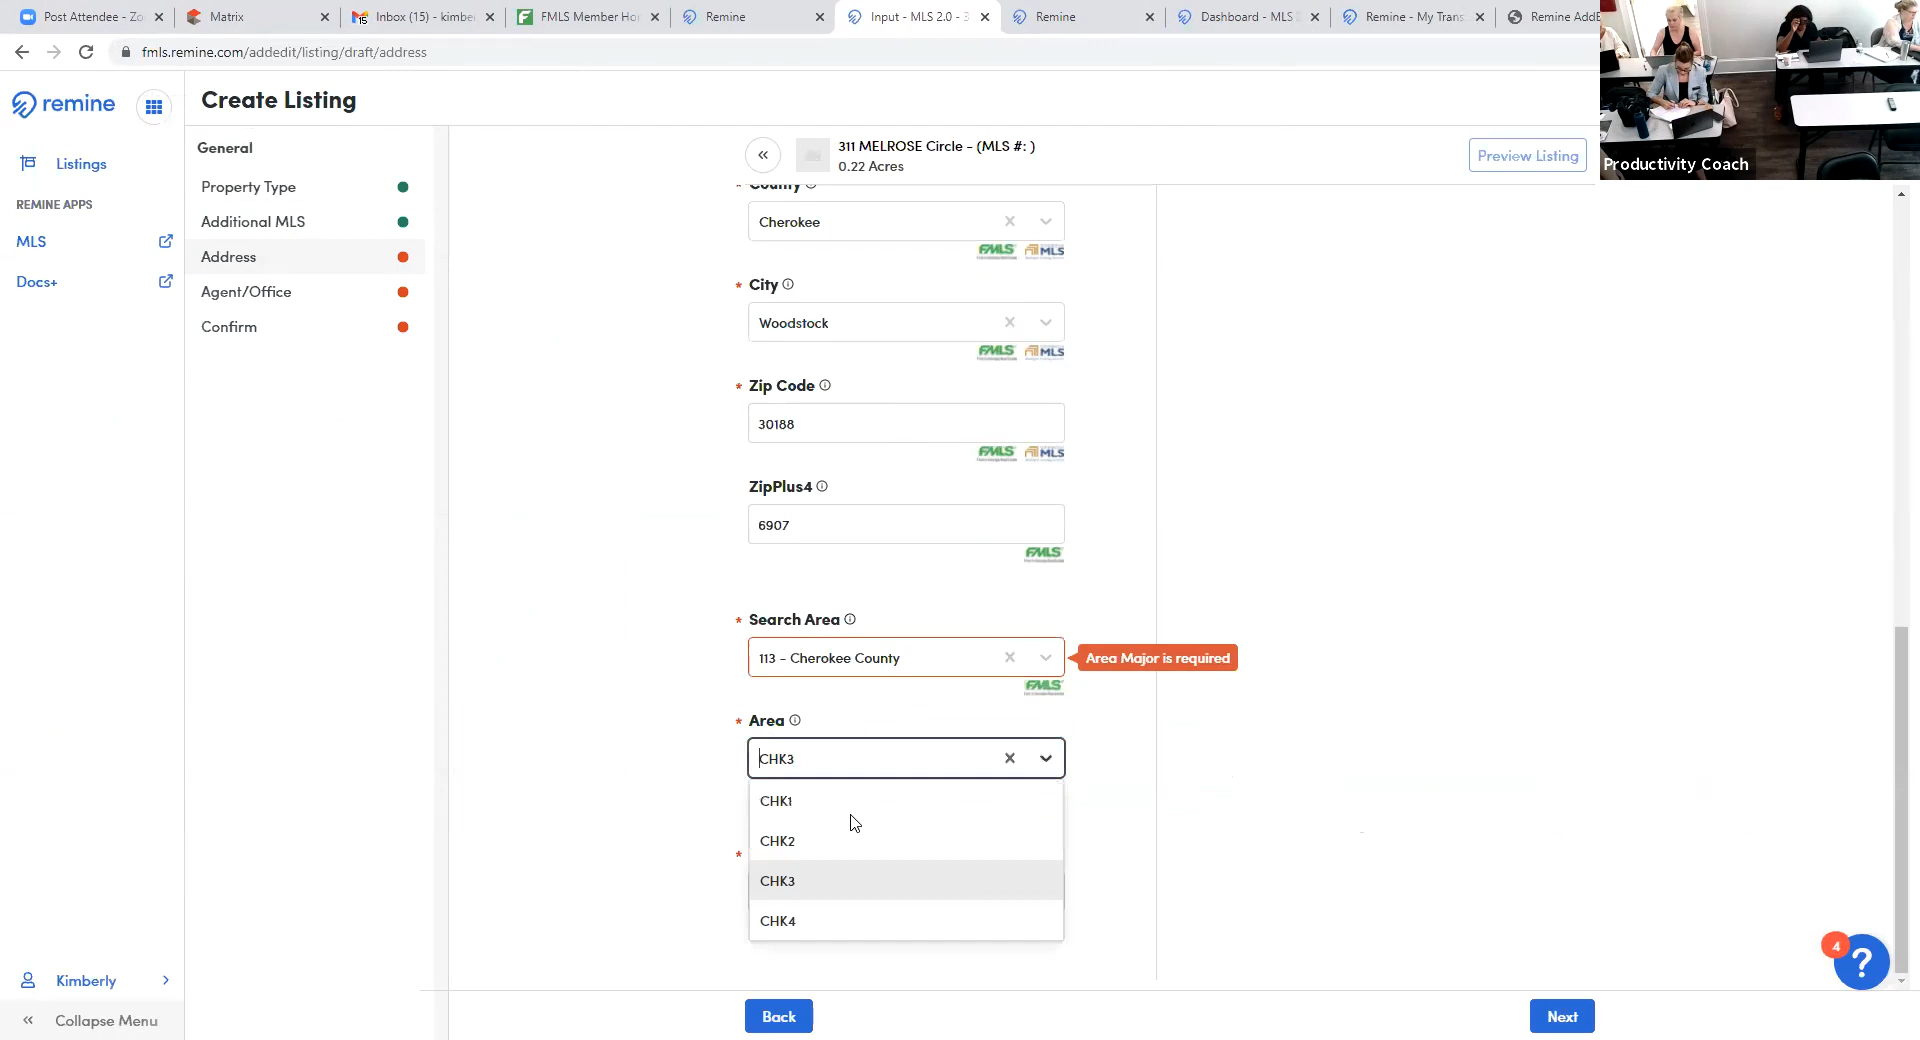 Post Attendee - Zo
Matrix
Inbox (15) - kimbe
FMLS Member Ho
Remine
Input - MLS 2.0 - 3
Remine
Dashboard - MLS 2
Remine - My Trans
Remine AddE
fmls.remine.com/addedit/listing/draft/address
remine
Create Listing
Productivity Coach
General
Listings
311 MELROSE Circle - (MLS #: )
0.22 Acres
Preview Listing
Property Type
REMINE APPS
Additional MLS
MLS
Address
Docs+
Agent/Office
Confirm
County
Cherokee
FMLS MLS
* City
Woodstock
FMLS MLS
* Zip Code
30188
FMLS MLS
ZipPlus4
6907
FMLS
* Search Area
113 - Cherokee County
Area Major is required
FMLS
* Area
CHK3
CHK1
CHK2
*
CHK3
CHK4
4
?
Kimberly
Collapse Menu
Back
Next